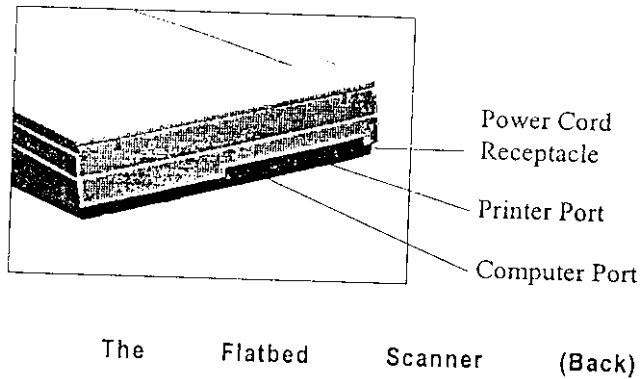 Power Cord
Receptacle
Printer Port
Computer Port
The Flatbed Scanner (Back)